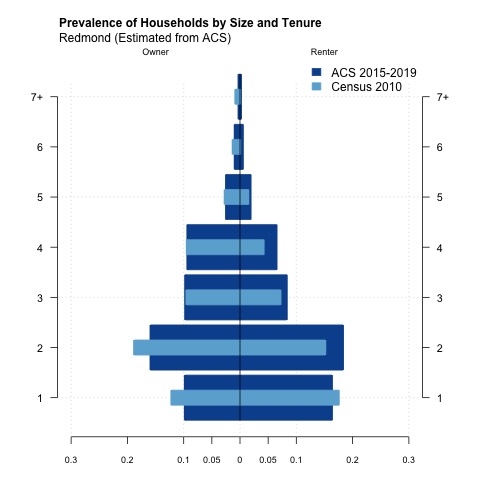 Prevalence of Households by Size and Tenure
Redmond (Estimated from ACS)
Owner Renter
ACS 2015-2019
Census 2010
7+ 7+
6 6
5 5
4 4
3 3
2 2
1 1
0.3 0.2 0.1 0.05 0 0.05 0.1 0.2 0.3